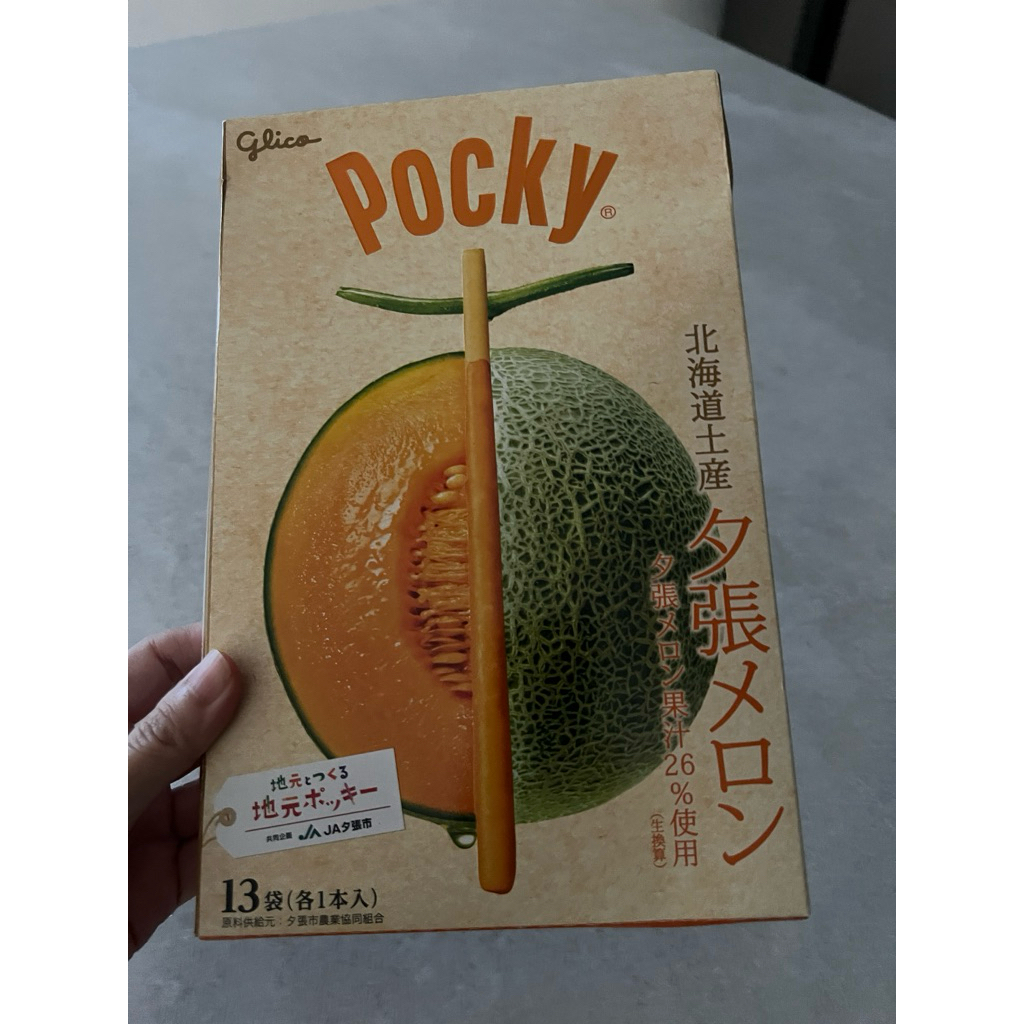 glico
Pocky®
北海道土産
夕張メロン
夕張メロン果汁26%使用
(生換算)
地元とつくる
地元ポッキー
共同企画 JA夕張市
13袋(各1本入)
原料供給元:夕張市農業協同組合